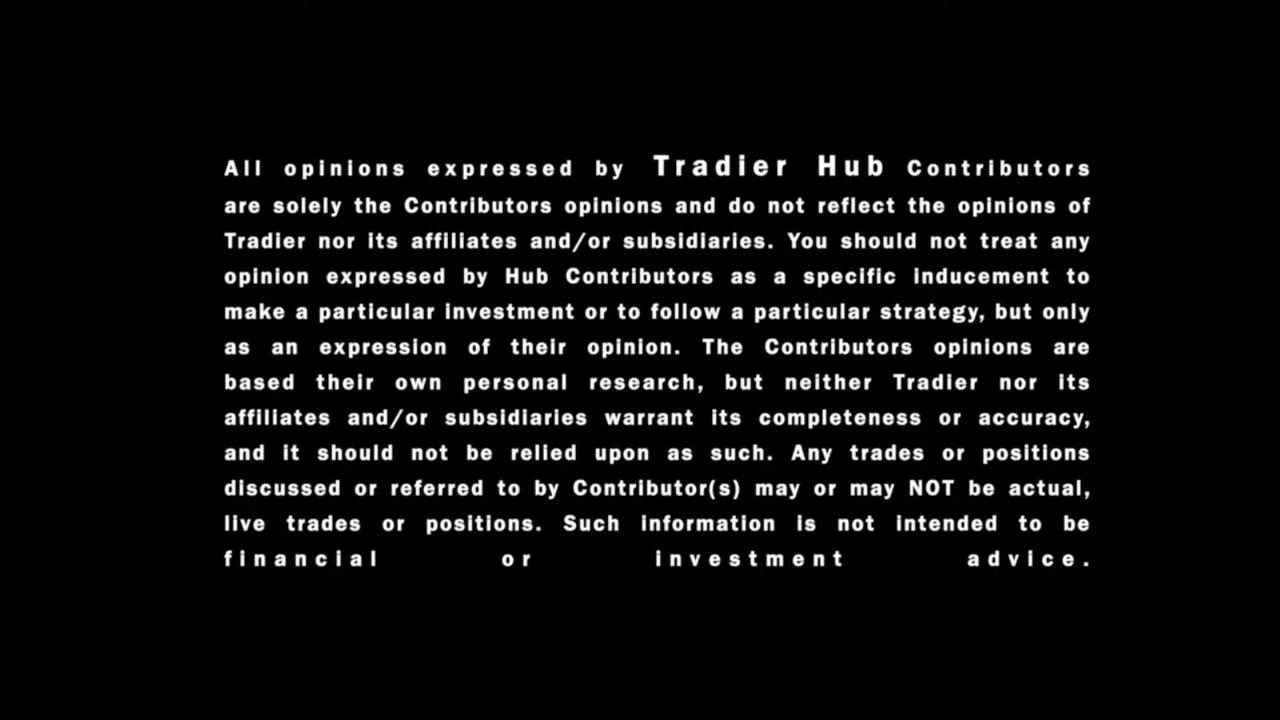 All opinions expressed by Tradier Hub Contributors
are solely the Contributors opinions and do not reflect the opinions of
Tradier nor its affiliates and/or subsidiaries. You should not treat any
opinion expressed by Hub Contributors as a specific inducement to
make a particular investment or to follow a particular strategy, but only
as an expression of their opinion. The Contributors opinions are
based their own personal research, but neither Tradier nor its
affiliates and/or subsidiaries warrant its completeness or accuracy,
and it should not be relied upon as such. Any trades or positions
discussed or referred to by Contributor(s) may or may NOT be actual,
live trades or positions. Such information is not intended to be
financial or investment advice.